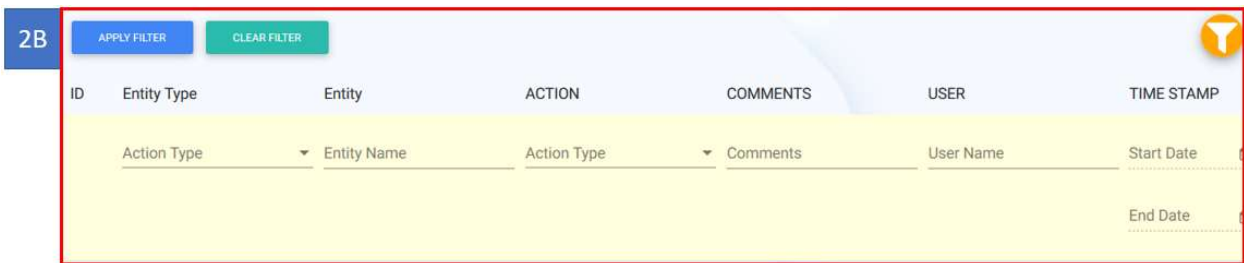 2B
APPLY FILTER CLEAR FILTER
ID Entity Type Entity ACTION COMMENTS USER TIME STAMP
Action Type Entity Name Action Type Comments User Name Start Date
End Date